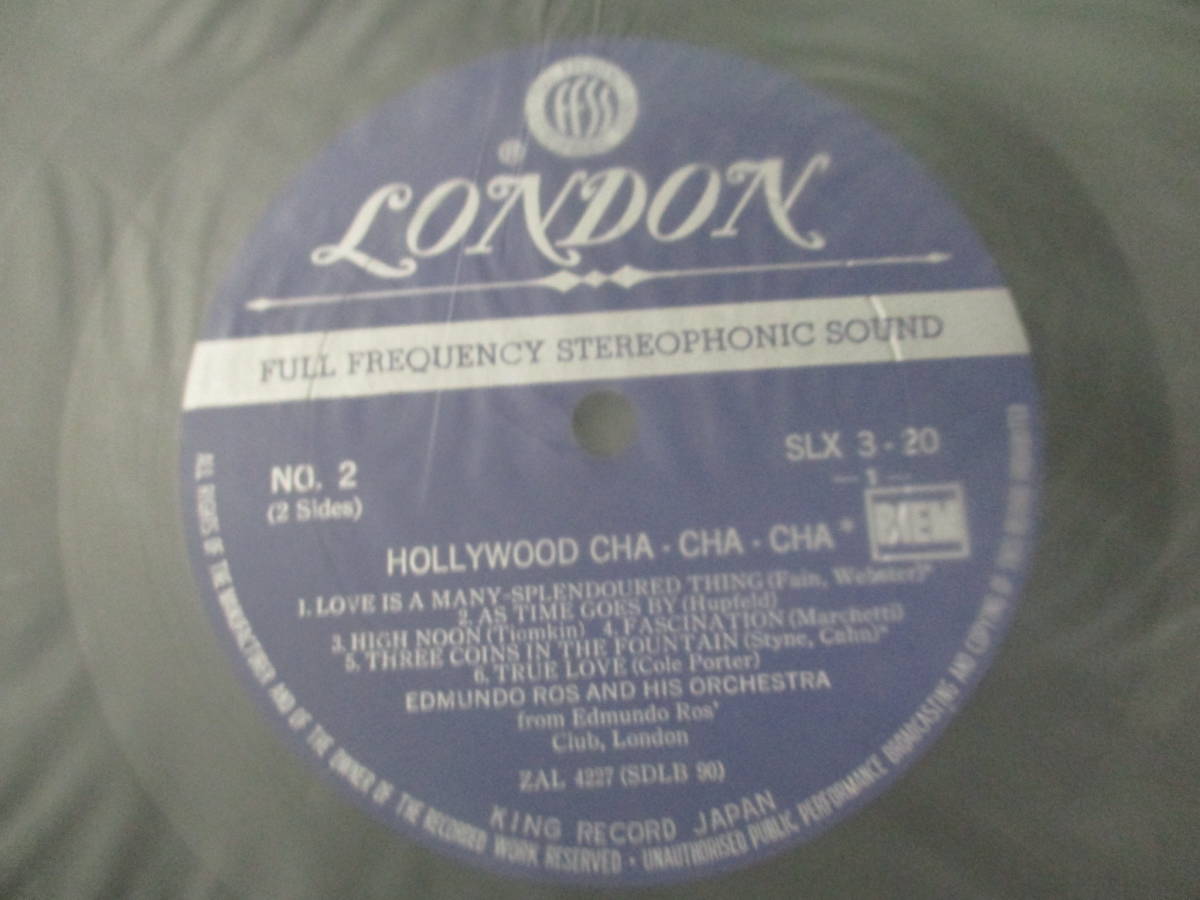 FFSS
LONDON
FULL FREQUENCY STEREOPHONIC SOUND
NO. 2
(2 Sides)
SLX 3-20
—1—
BIEM
HOLLYWOOD CHA · CHA · CHA*
1. LOVE IS A MANY-SPLENDOURED THING (Fain, Webster)*
2. AS TIME GOES BY (Hupfeld)
3. HIGH NOON (Tiomkin) 4. FASCINATION (Marchetti)
5. THREE COINS IN THE FOUNTAIN (Styne, Cahn)*
6. TRUE LOVE (Cole Porter)
EDMUNDO ROS AND HIS ORCHESTRA
from Edmundo Ros'
Club, London
ZAL 4227 (SDLB 90)
KING RECORD JAPAN
ALL RIGHTS OF THE MANUFACTURER AND OF THE OWNER OF THE RECORDED WORK RESERVED · UNAUTHORISED PUBLIC PERFORMANCE BROADCASTING AND COPYING OF THIS RECORD PROHIBITED